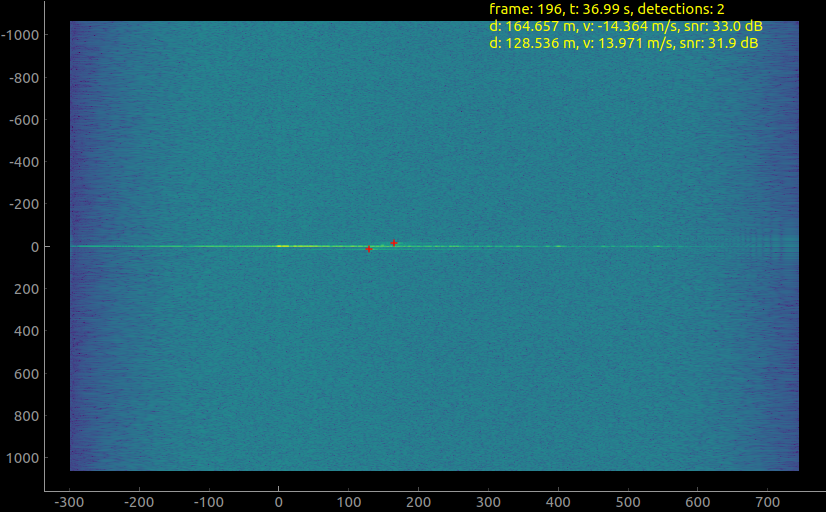 frame: 196, t: 36.99 s, detections: 2
d: 164.657 m, v: -14.364 m/s, snr: 33.0 dB
d: 128.536 m, v: 13.971 m/s, snr: 31.9 dB
-1000
-800
-600
-400
-200
0
200
400
600
800
1000
-300 -200 -100 0 100 200 300 400 500 600 700